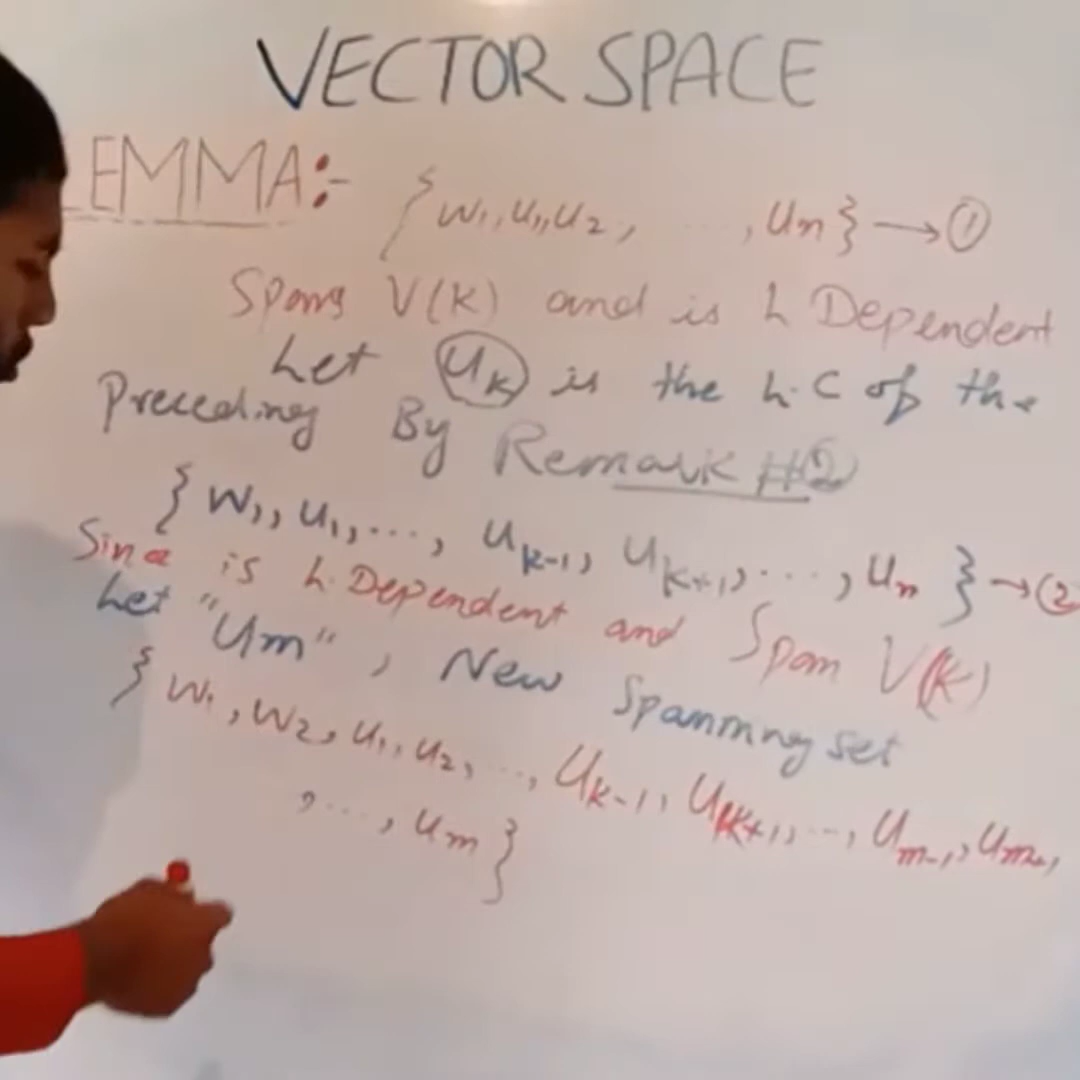 VECTOR SPACE
LEMMA:-
{ w₁, u₁, u₂, ..., uₙ } → ①
Spans V(K) and is L Dependent
Let uₖ is the L.C of the
Preceding By Remark #2
{ w₁, u₁, ..., uₖ₋₁, uₖ₊₁, ..., uₙ } → ②
Since is L. Dependent and Span V(K)
Let "um", New Spanning set
{ w₁, w₂, u₁, u₂, ..., uₖ₋₁, uₖ₊₁, ..., uₘ₋₁, uₘ₊₁
, ..., uₘ }